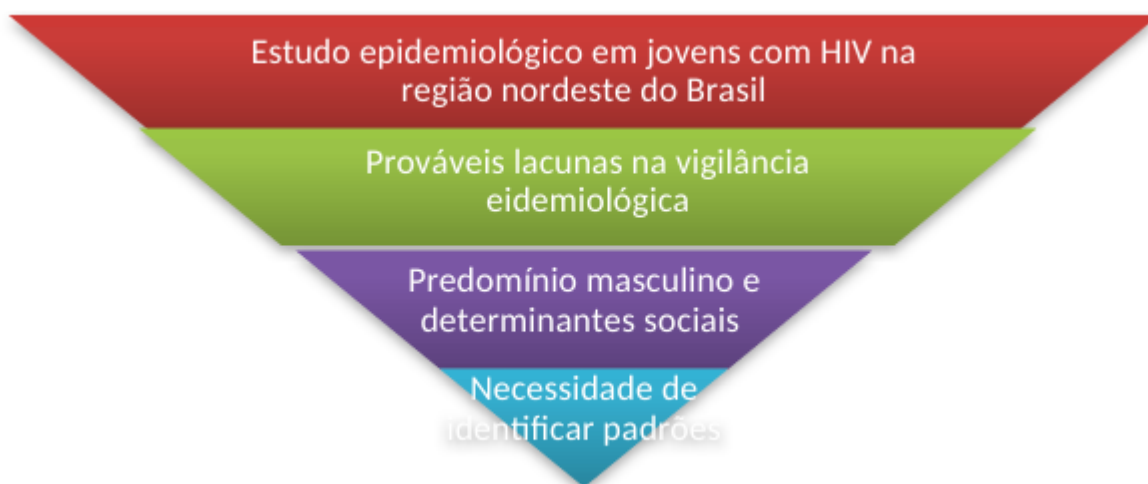 Estudo epidemiológico em jovens com HIV na
região nordeste do Brasil
Prováveis lacunas na vigilância
eidemiológica
Predomínio masculino e
determinantes sociais
Necessidade de
identificar padrões